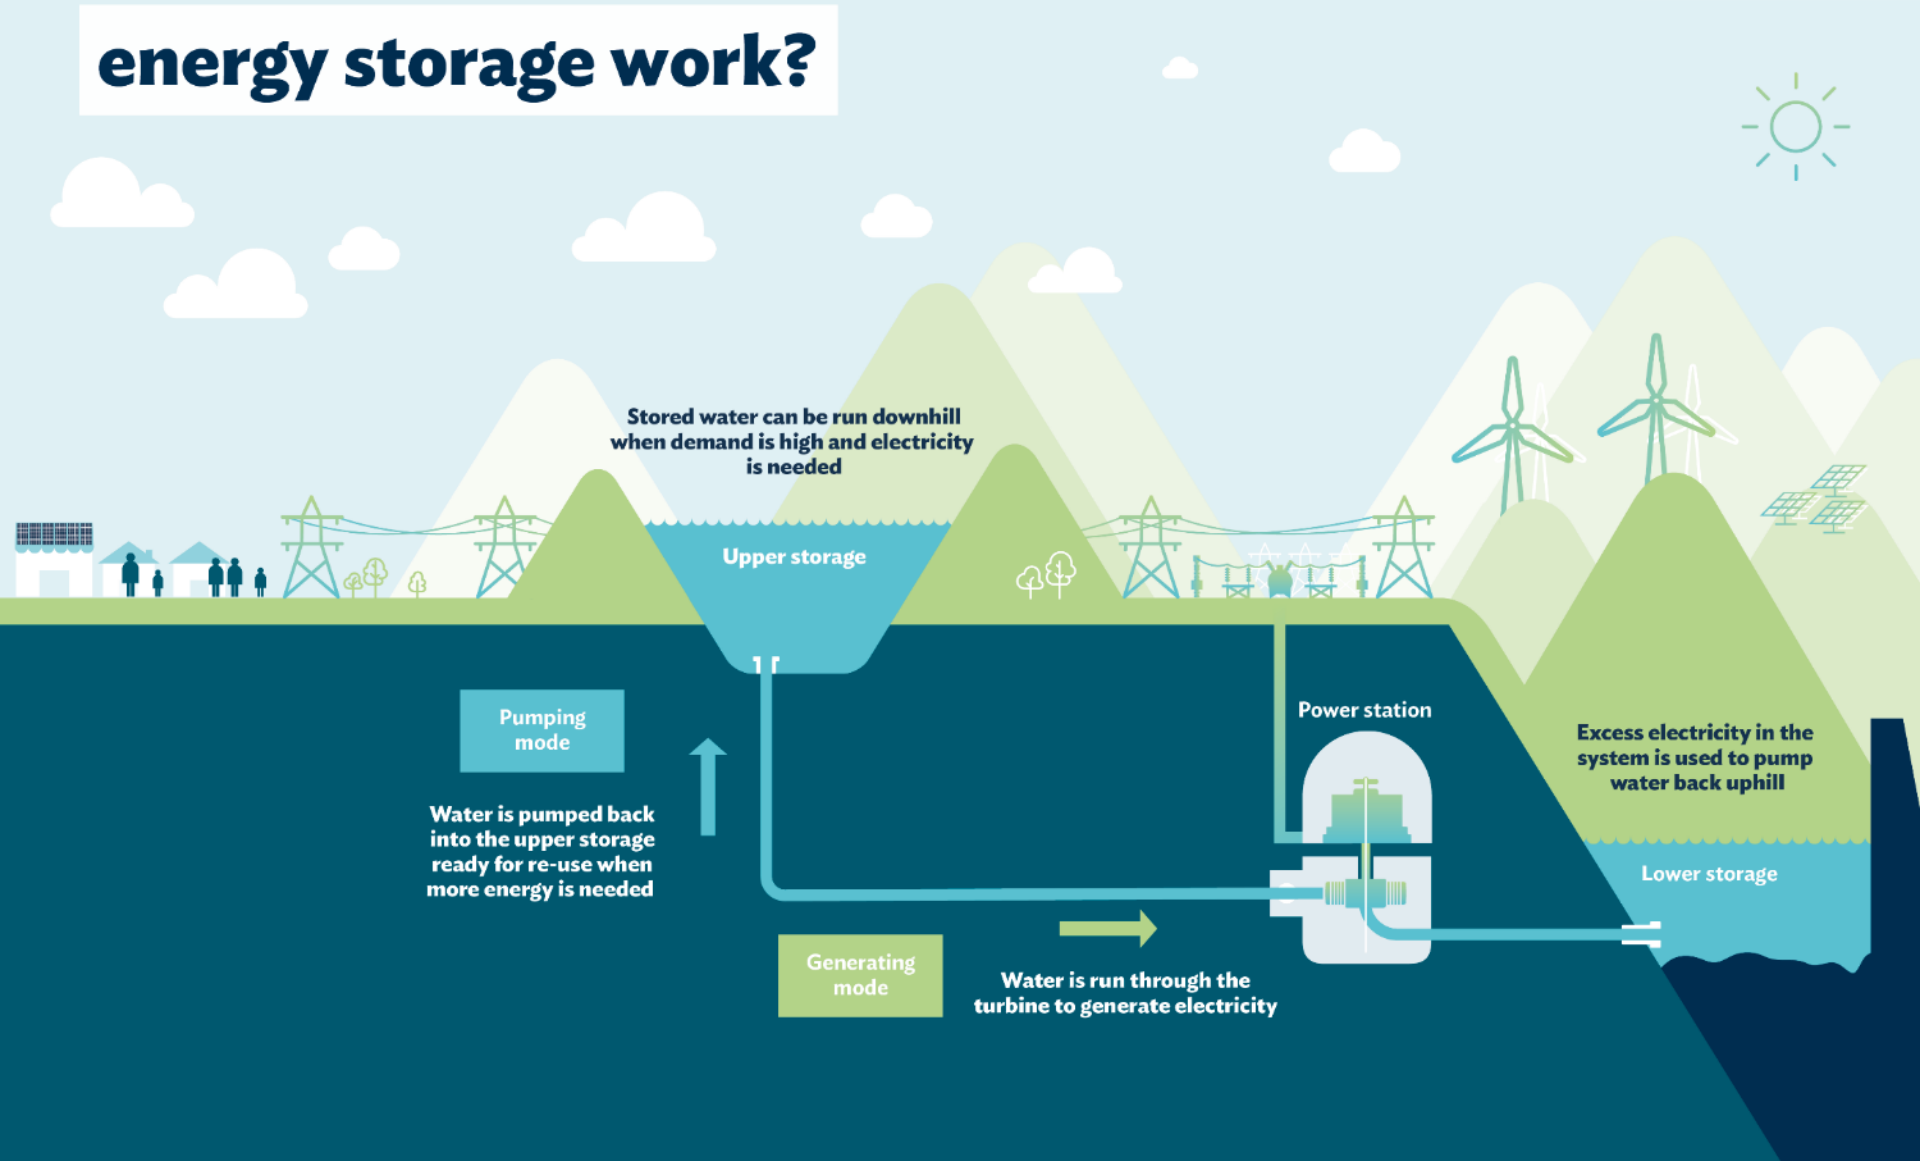 energy storage work?
Stored water can be run downhill
when demand is high and electricity
is needed
Upper storage
Pumping
mode
Water is pumped back
into the upper storage
ready for re-use when
more energy is needed
Power station
Excess electricity in the
system is used to pump
water back uphill
Lower storage
Generating
mode
Water is run through the
turbine to generate electricity